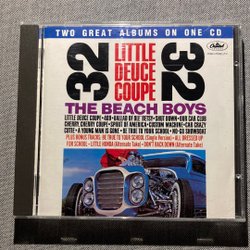 TWO GREAT ALBUMS ON ONE CD
Capitol
32
LITTLE
DEUCE
COUPE
32
THE BEACH BOYS
LITTLE DEUCE COUPE • 409 • BALLAD OF OLE' BETSY • SHUT DOWN • OUR CAR CLUB
CHERRY, CHERRY COUPE • SPIRIT OF AMERICA • CUSTOM MACHINE • CAR CRAZY
CUTIE • A YOUNG MAN IS GONE • BE TRUE TO YOUR SCHOOL • NO-GO SHOWBOAT
PLUS BONUS TRACKS: BE TRUE TO YOUR SCHOOL (Single Version) • ALL DRESSED UP
FOR SCHOOL • LITTLE HONDA (Alternate Take) • DON'T BACK DOWN (Alternate Take)